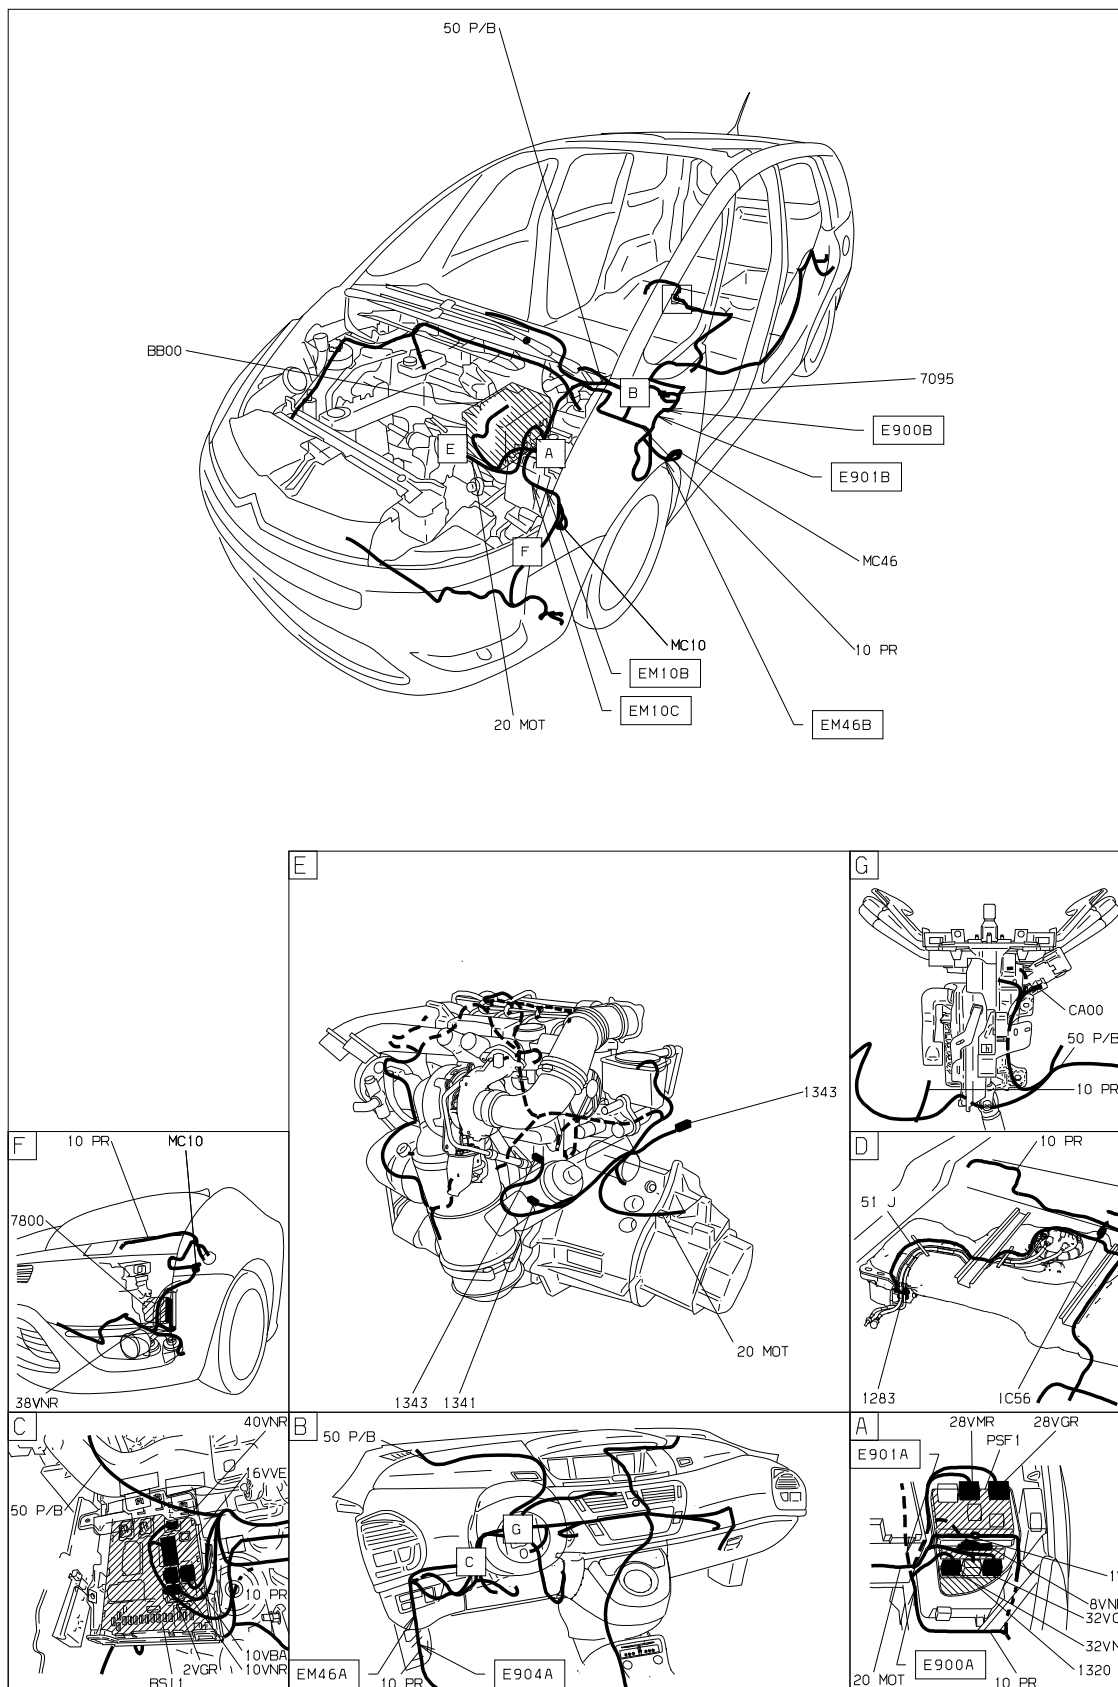 50 P/B
BB00
B
7095
E900B
E
A
E901B
F
MC46
MC10
10 PR
EM10B
EM10C
20 MOT
EM46B
E
1343
1343 1341
20 MOT
G
CA00
50 P/B
10 PR
F
10 PR MC10
7800
38VNR
D
10 PR
51 J
1283 IC56
C
40VNR
16VVE
50 P/B
10 PR
10VBA
2VGR 10VNR
BSI1
B
50 P/B
G
C
EM46A
10 PR
E904A
A
28VMR 28VGR
E901A
PSF1
1320
E900A
20 MOT 10 PR